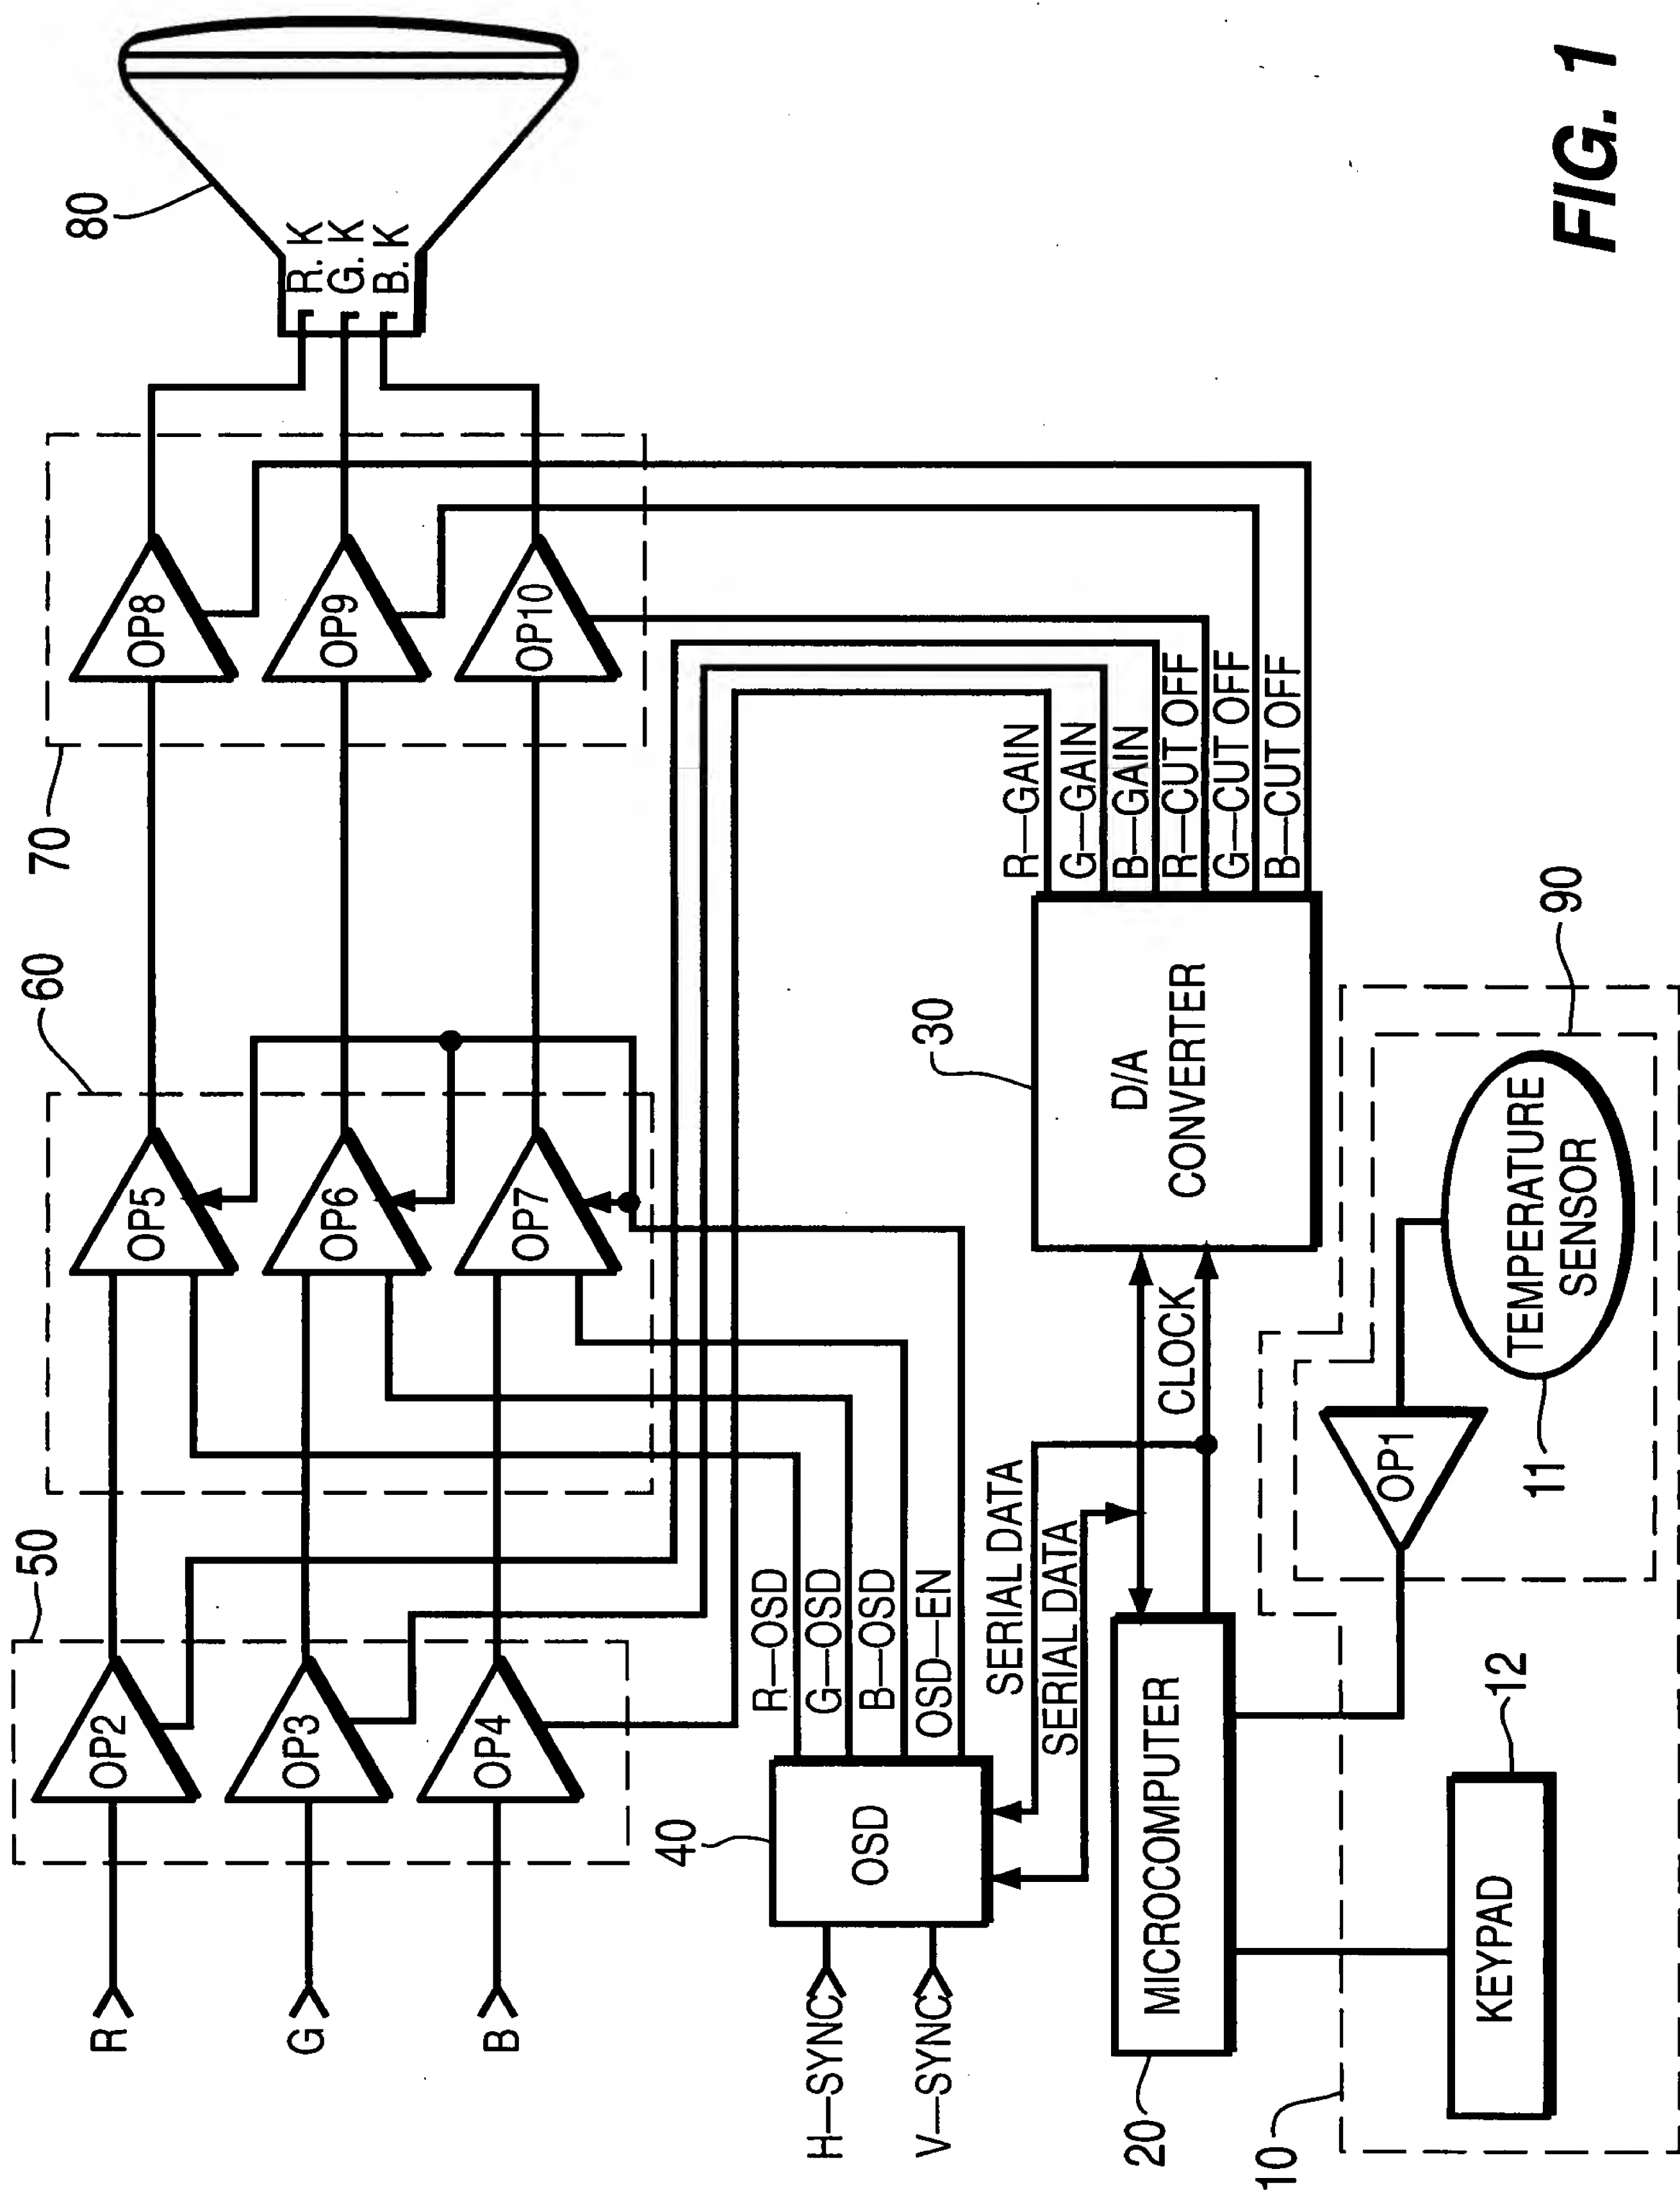 R
G
B
50
OP2
OP3
OP4
60
OP5
OP6
OP7
70
OP8
OP9
OP10
80
R. K
G. K
B. K
H—SYNC
V—SYNC
40
OSD
R—OSD
G—OSD
B—OSD
OSD—EN
SERIAL DATA
SERIAL DATA
CLOCK
30
D/A
CONVERTER
R—GAIN
G—GAIN
B—GAIN
R—CUT OFF
G—CUT OFF
B—CUT OFF
20
MICROCOMPUTER
10
KEYPAD
12
OP1
11
TEMPERATURE
SENSOR
90
FIG. 1